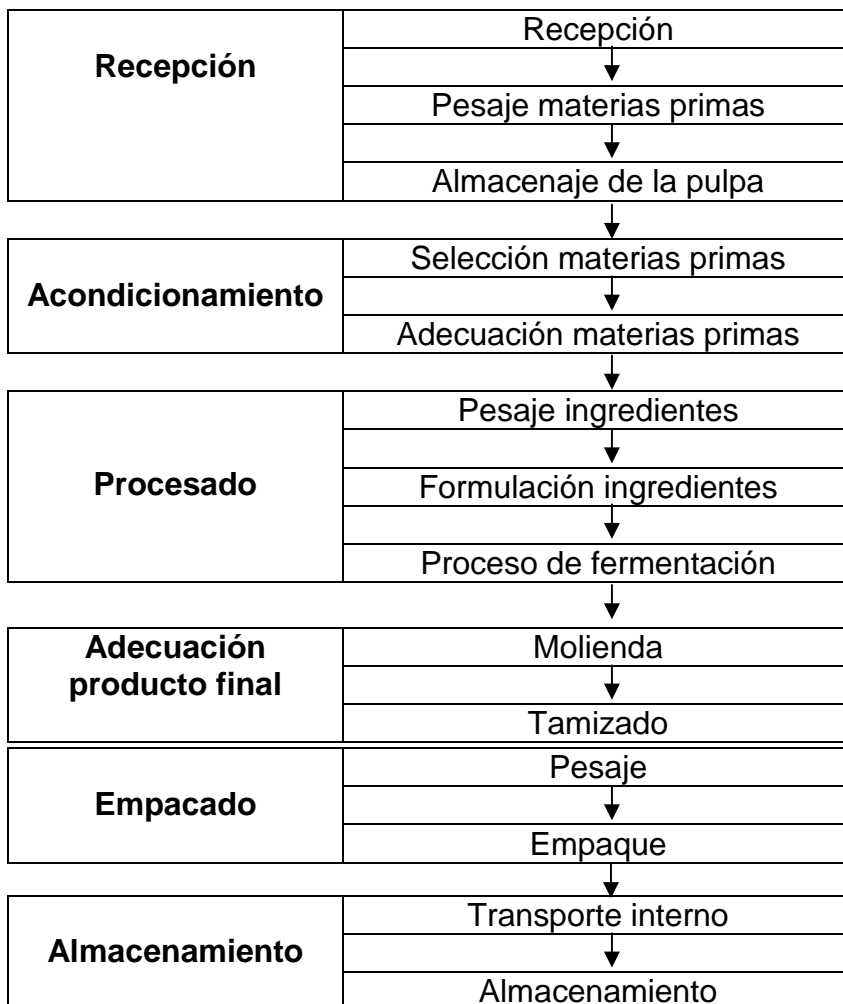 Recepción
Recepción
Pesaje materias primas
Almacenaje de la pulpa
Acondicionamiento
Selección materias primas
Adecuación materias primas
Procesado
Pesaje ingredientes
Formulación ingredientes
Proceso de fermentación
Adecuación
producto final
Molienda
Tamizado
Empacado
Pesaje
Empaque
Almacenamiento
Transporte interno
Almacenamiento